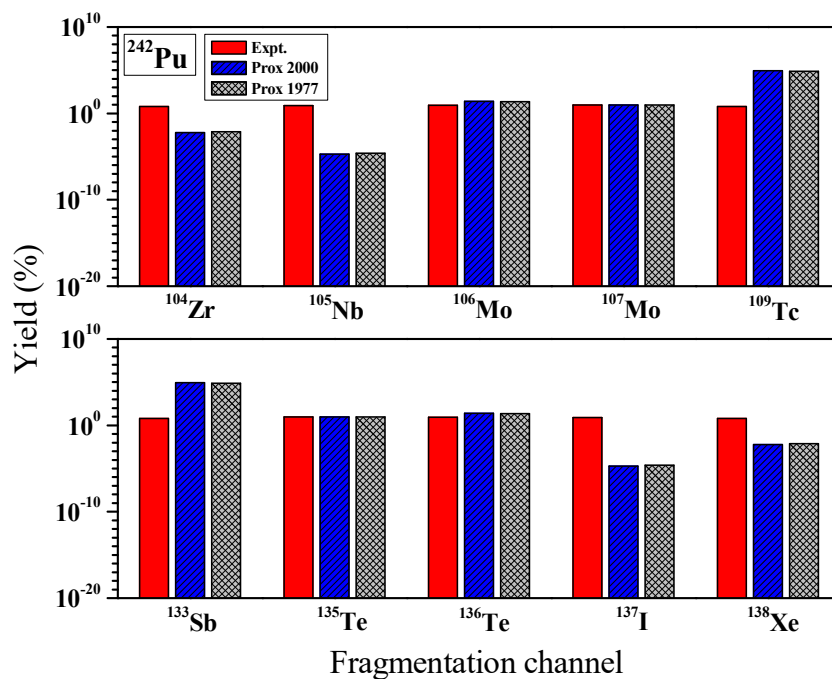 ²⁴²Pu
Expt.
Prox 2000
Prox 1977
10¹⁰
10⁰
10⁻¹⁰
10⁻²⁰
¹⁰⁴Zr ¹⁰⁵Nb ¹⁰⁶Mo ¹⁰⁷Mo ¹⁰⁹Tc
Yield (%)
10¹⁰
10⁰
10⁻¹⁰
10⁻²⁰
¹³³Sb ¹³⁵Te ¹³⁶Te ¹³⁷I ¹³⁸Xe
Fragmentation channel